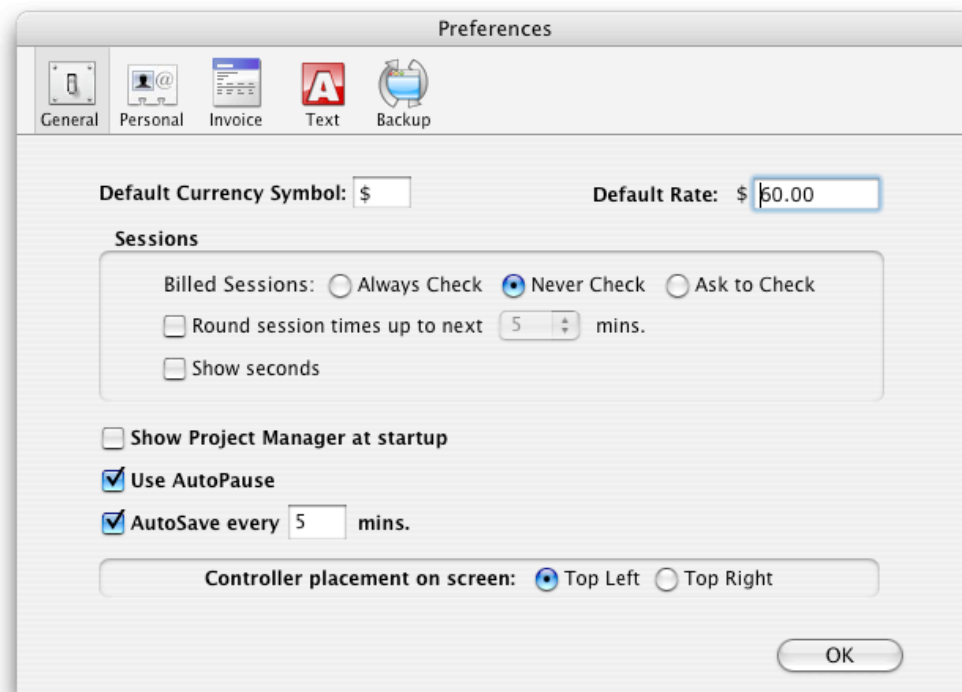 Preferences
General Personal Invoice Text Backup
Default Currency Symbol: $ Default Rate: $ 60.00
Sessions
Billed Sessions: Always Check Never Check Ask to Check
Round session times up to next 5 mins.
Show seconds
Show Project Manager at startup
Use AutoPause
AutoSave every 5 mins.
Controller placement on screen: Top Left Top Right
OK